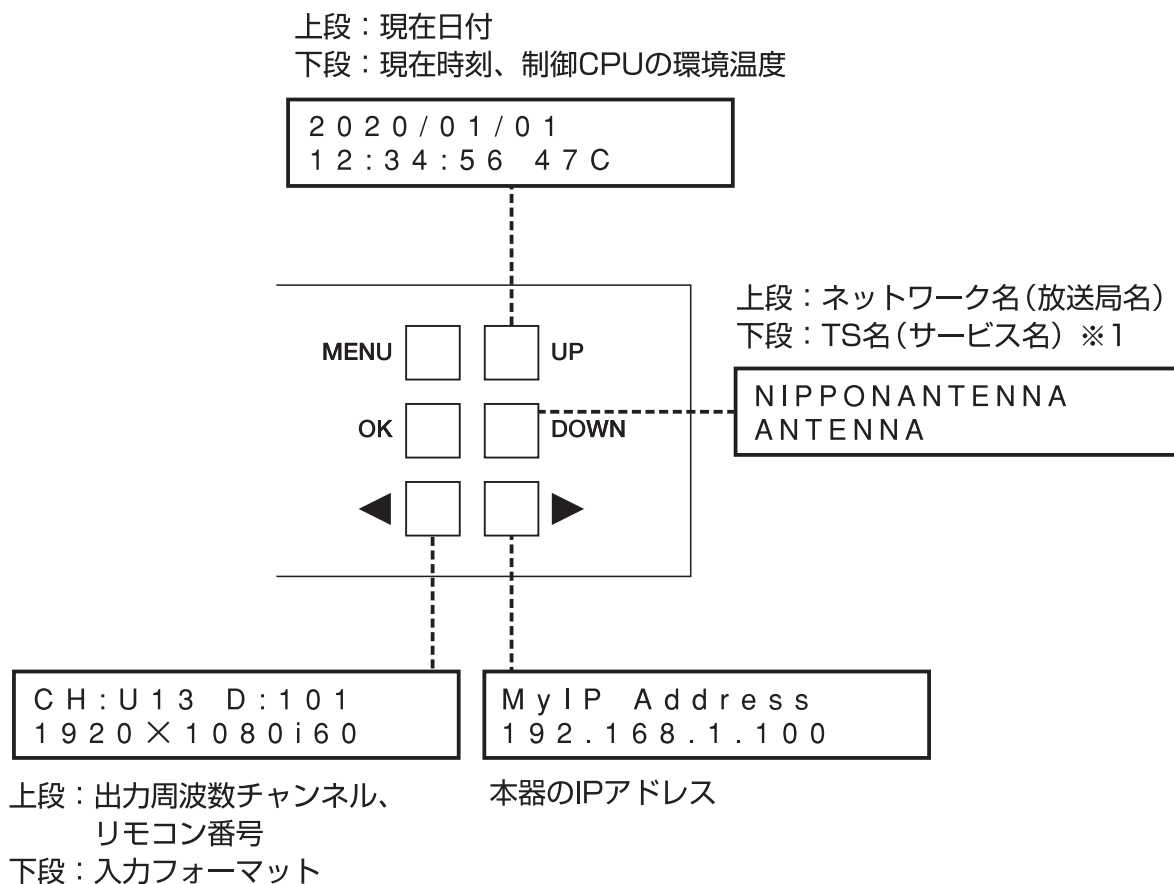 上段：現在日付
下段：現在時刻、制御CPUの環境温度
2020/01/01
12:34:56 47C
MENU
UP
上段：ネットワーク名(放送局名)
下段：TS名(サービス名)※1
NIPPONANTENNA
ANTENNA
OK
DOWN
◀
▶
CH:U13 D:101
1920×1080i60
上段：出力周波数チャンネル、
リモコン番号
下段：入力フォーマット
MyIP Address
192.168.1.100
本器のIPアドレス